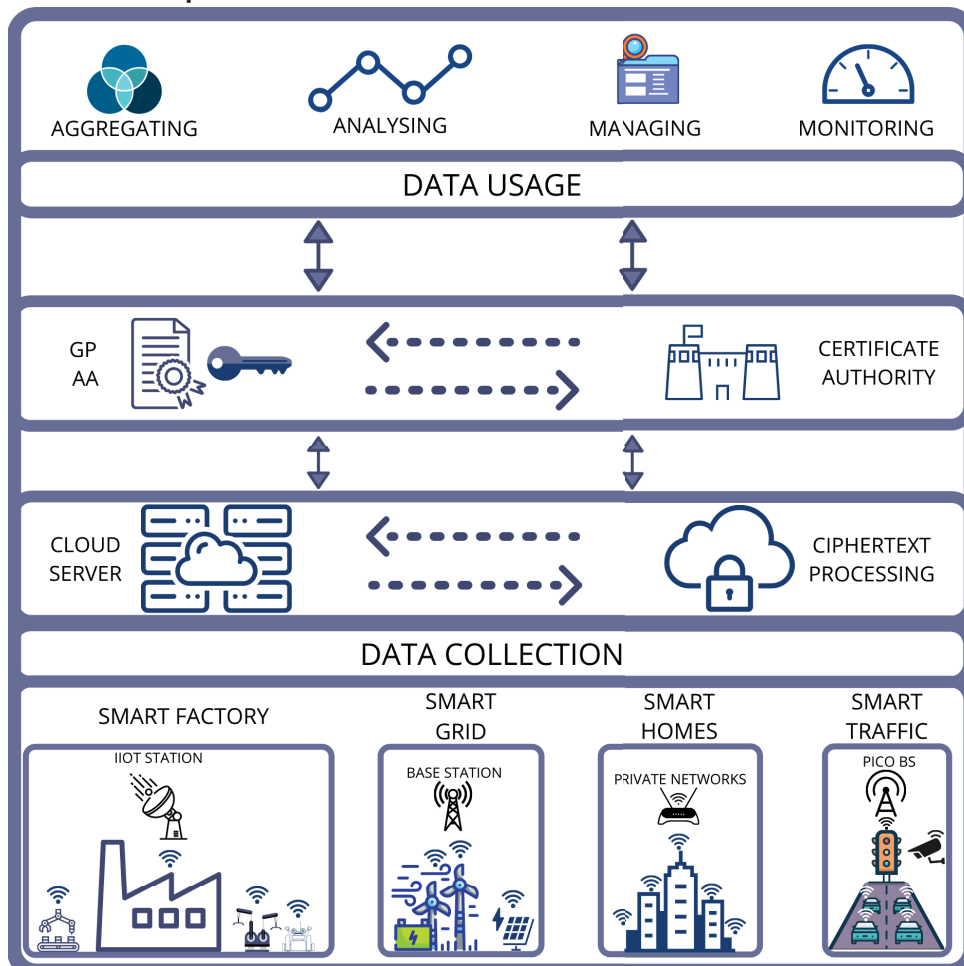 AGGREGATING
ANALYSING
MANAGING
MONITORING
DATA USAGE
GP
AA
CERTIFICATE
AUTHORITY
CLOUD
SERVER
CIPHERTEXT
PROCESSING
DATA COLLECTION
SMART FACTORY
SMART
GRID
SMART
HOMES
SMART
TRAFFIC
IIOT STATION
BASE STATION
PRIVATE NETWORKS
PICO BS